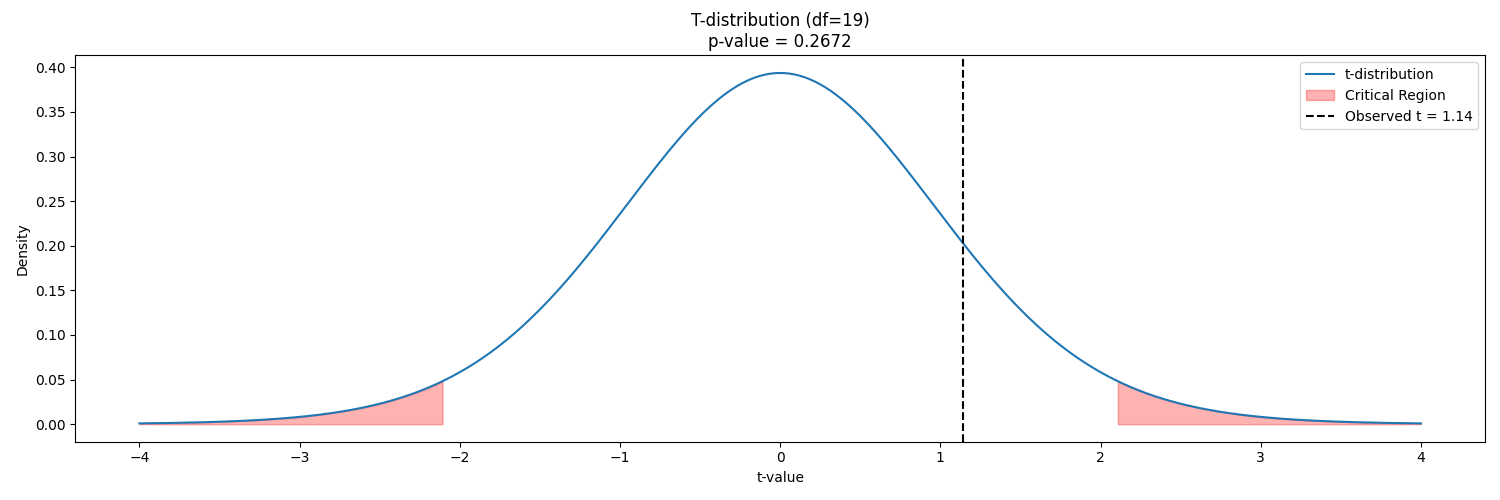 T-distribution (df=19)
p-value = 0.2672
t-distribution
Critical Region
Observed t = 1.14
0.40
0.35
0.30
0.25
0.20
0.15
0.10
0.05
0.00
Density
−4
−3
−2
−1
0
1
2
3
4
t-value